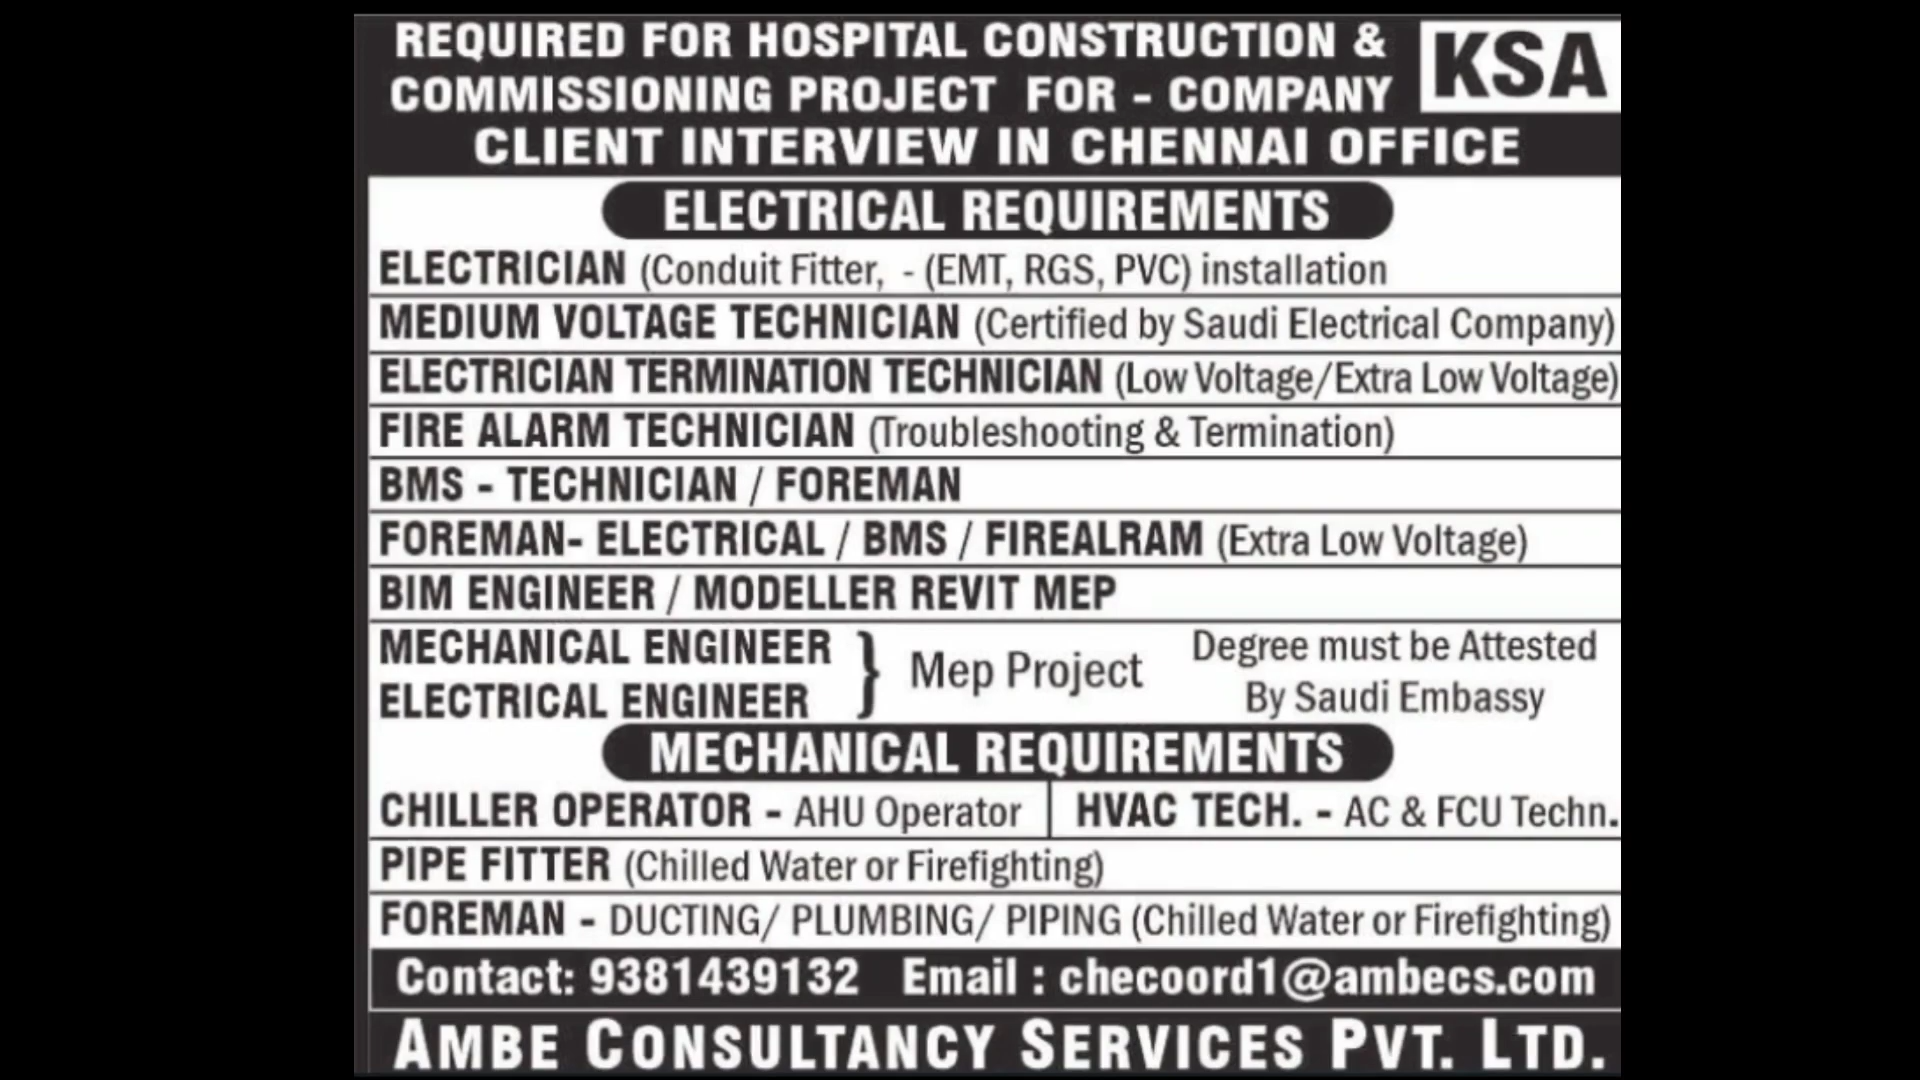 REQUIRED FOR HOSPITAL CONSTRUCTION &
COMMISSIONING PROJECT FOR - COMPANY
KSA
CLIENT INTERVIEW IN CHENNAI OFFICE
ELECTRICAL REQUIREMENTS
ELECTRICIAN (Conduit Fitter, - (EMT, RGS, PVC) installation
MEDIUM VOLTAGE TECHNICIAN (Certified by Saudi Electrical Company)
ELECTRICIAN TERMINATION TECHNICIAN (Low Voltage/Extra Low Voltage)
FIRE ALARM TECHNICIAN (Troubleshooting & Termination)
BMS - TECHNICIAN / FOREMAN
FOREMAN- ELECTRICAL / BMS / FIREALRAM (Extra Low Voltage)
BIM ENGINEER / MODELLER REVIT MEP
MECHANICAL ENGINEER
ELECTRICAL ENGINEER
} Mep Project
Degree must be Attested
By Saudi Embassy
MECHANICAL REQUIREMENTS
CHILLER OPERATOR - AHU Operator
HVAC TECH. - AC & FCU Techn.
PIPE FITTER (Chilled Water or Firefighting)
FOREMAN - DUCTING/ PLUMBING/ PIPING (Chilled Water or Firefighting)
Contact: 9381439132 Email : checoord1@ambecs.com
AMBE CONSULTANCY SERVICES PVT. LTD.